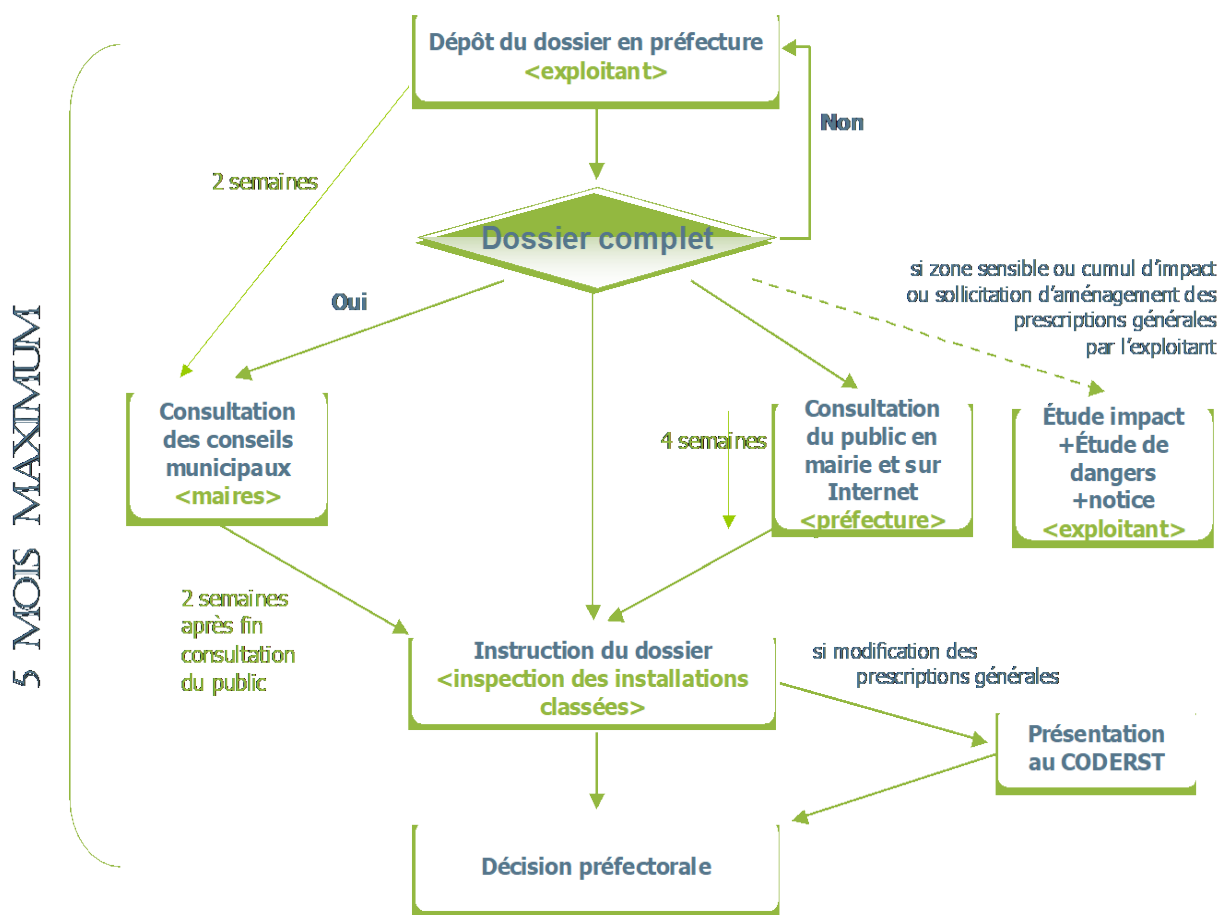 Dépôt du dossier en préfecture
<exploitant>
Non
2 semaines
Dossier complet
si zone sensible ou cumul d'impact
ou sollicitation d'aménagement des
prescriptions générales
par l'exploitant
Oui
5 MOIS MAXIMUM
Consultation
des conseils
municipaux
<maires>
4 semaines
Consultation
du public en
mairie et sur
Internet
<préfecture>
Étude impact
+Étude de
dangers
+notice
<exploitant>
2 semaines
après fin
consultation
du public
Instruction du dossier
<inspection des installations
classées>
si modification des
prescriptions générales
Présentation
au CODERST
Décision préfectorale